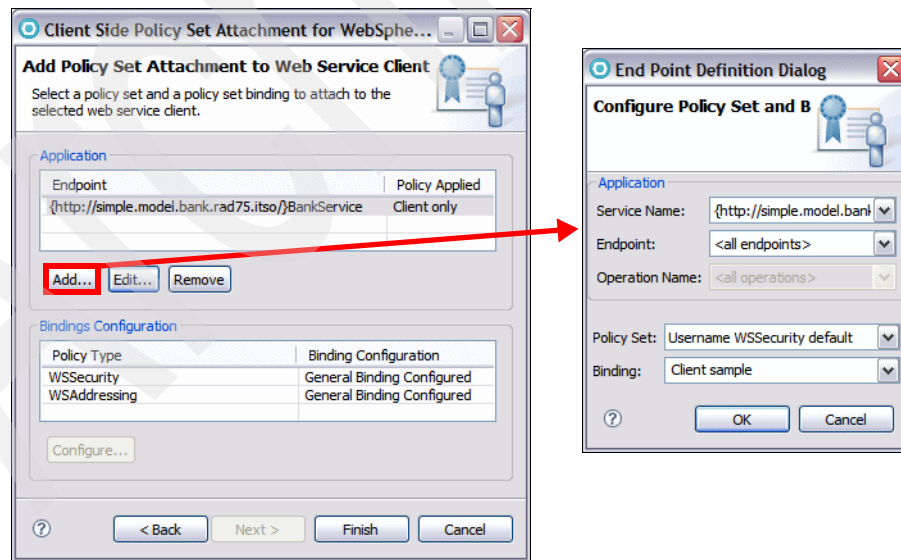 Client Side Policy Set Attachment for WebSphe...
Add Policy Set Attachment to Web Service Client
Select a policy set and a policy set binding to attach to the
selected web service client.
Application
Endpoint Policy Applied
{http://simple.model.bank.rad75.itso/}BankService Client only
Add... Edit... Remove
Bindings Configuration
Policy Type Binding Configuration
WSSecurity General Binding Configured
WSAddressing General Binding Configured
Configure...
< Back Next > Finish Cancel
End Point Definition Dialog
Configure Policy Set and B
Application
Service Name: {http://simple.model.bank
Endpoint: <all endpoints>
Operation Name: <all operations>
Policy Set: Username WSSecurity default
Binding: Client sample
OK Cancel